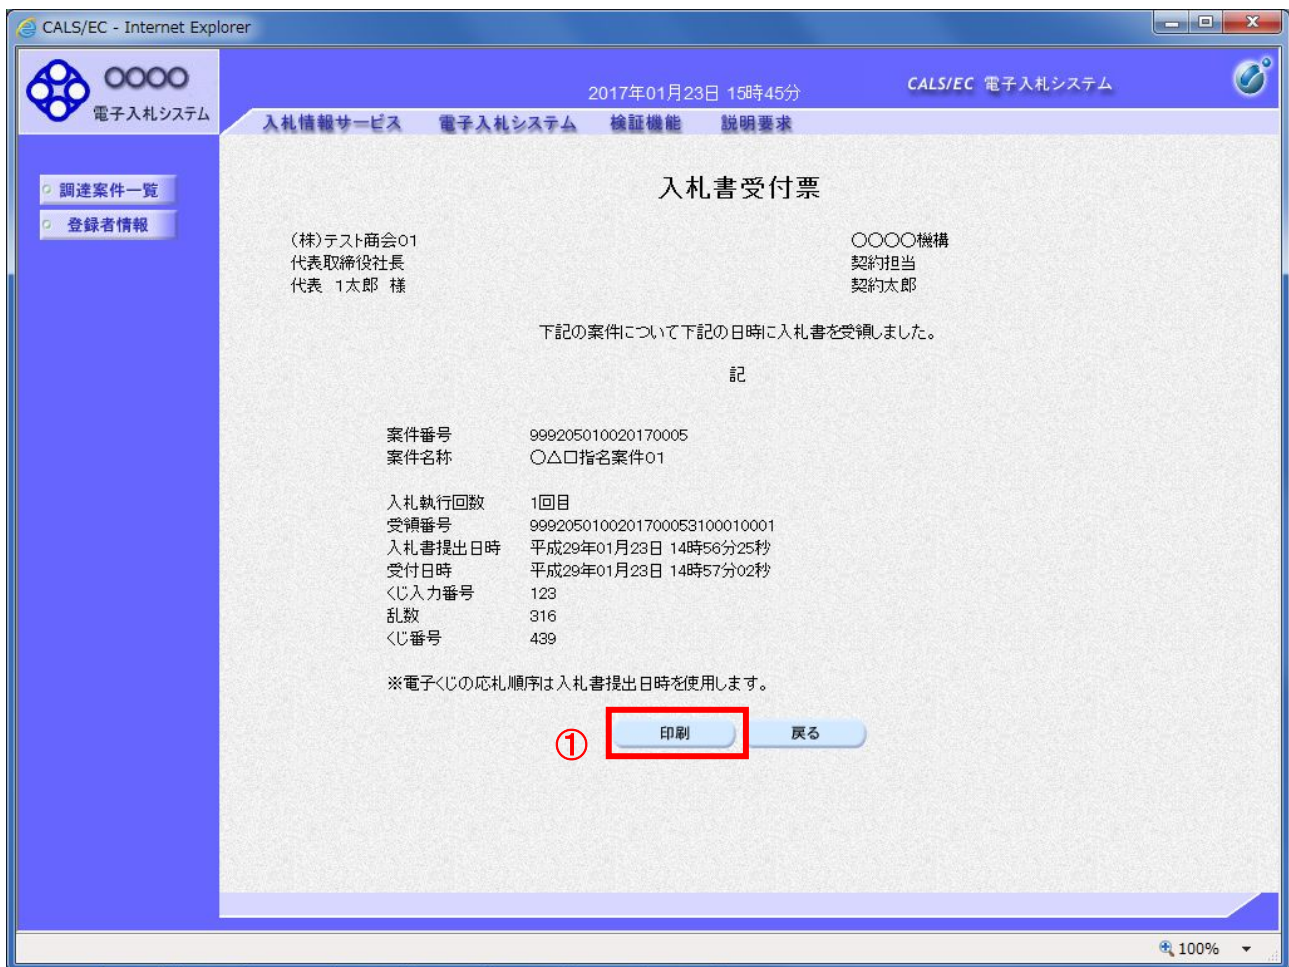 CALS/EC - Internet Explorer
〇〇〇〇
電子入札システム
2017年01月23日 15時45分
CALS/EC 電子入札システム
入札情報サービス 電子入札システム 検証機能 説明要求
調達案件一覧
登録者情報
入札書受付票
(株)テスト商会01
代表取締役社長
代表 1太郎 様
〇〇〇〇機構
契約担当
契約太郎
下記の案件について下記の日時に入札書を受領しました。
記
案件番号 999205010020170005
案件名称 〇△口指名案件01
入札執行回数 1回目
受領番号 9992050100201700053100010001
入札書提出日時 平成29年01月23日 14時56分25秒
受付日時 平成29年01月23日 14時57分02秒
くじ入力番号 123
乱数 316
くじ番号 439
※電子くじの応札順序は入札書提出日時を使用します。
① 印刷 戻る
100%